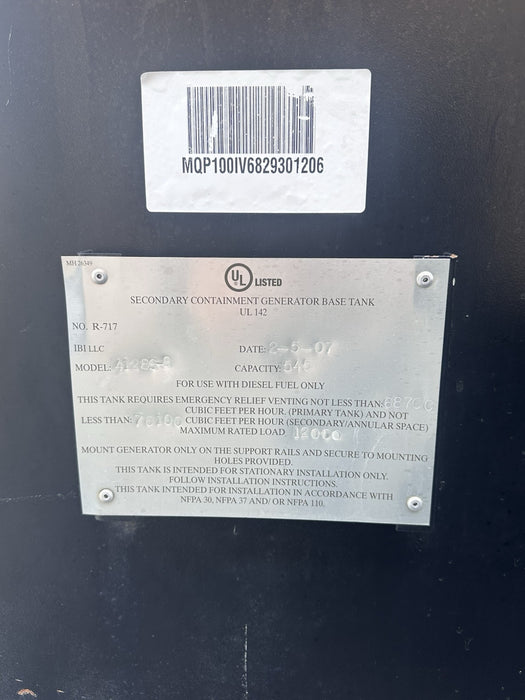 MQP100IV6829301206
MH 26349
UL LISTED
SECONDARY CONTAINMENT GENERATOR BASE TANK
UL 142
NO. R-717
IBI LLC DATE: 2-5-07
MODEL: CAPACITY:
FOR USE WITH DIESEL FUEL ONLY
THIS TANK REQUIRES EMERGENCY RELIEF VENTING NOT LESS THAN: 68700
CUBIC FEET PER HOUR. (PRIMARY TANK) AND NOT
LESS THAN: 70100 CUBIC FEET PER HOUR (SECONDARY/ANNULAR SPACE)
MAXIMUM RATED LOAD 12000
MOUNT GENERATOR ONLY ON THE SUPPORT RAILS AND SECURE TO MOUNTING
HOLES PROVIDED.
THIS TANK IS INTENDED FOR STATIONARY INSTALLATION ONLY.
FOLLOW INSTALLATION INSTRUCTIONS.
THIS TANK INTENDED FOR INSTALLATION IN ACCORDANCE WITH
NFPA 30, NFPA 37 AND/ OR NFPA 110.